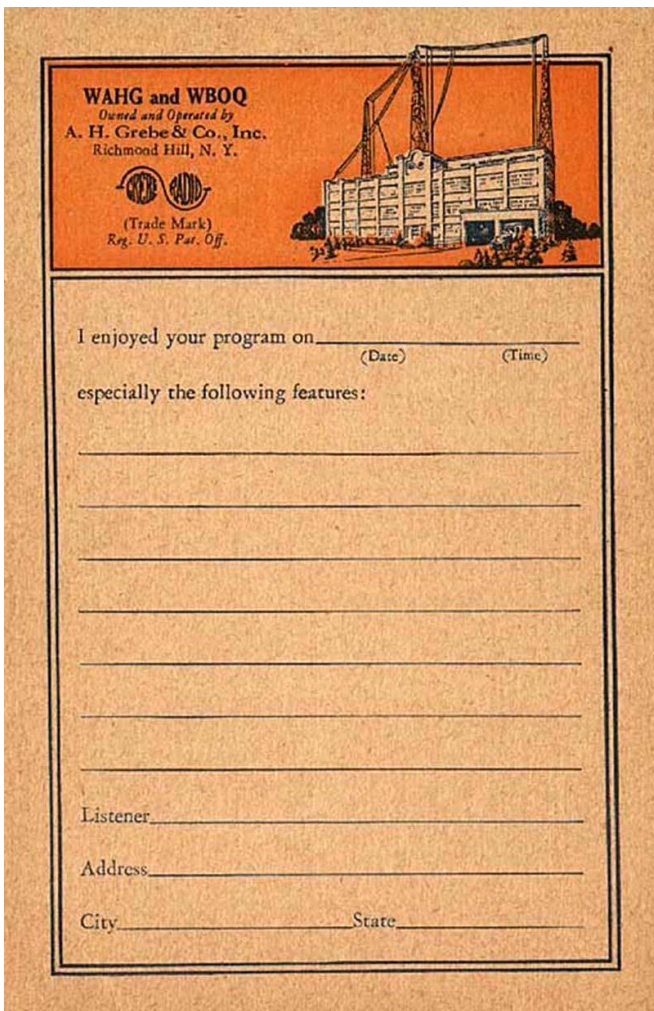 WAHG and WBOQ
Owned and Operated by
A. H. Grebe & Co., Inc.
Richmond Hill, N. Y.
GREBE RADIO
(Trade Mark)
Reg. U. S. Pat. Off.
I enjoyed your program on
(Date) (Time)
especially the following features:
Listener
Address
City State